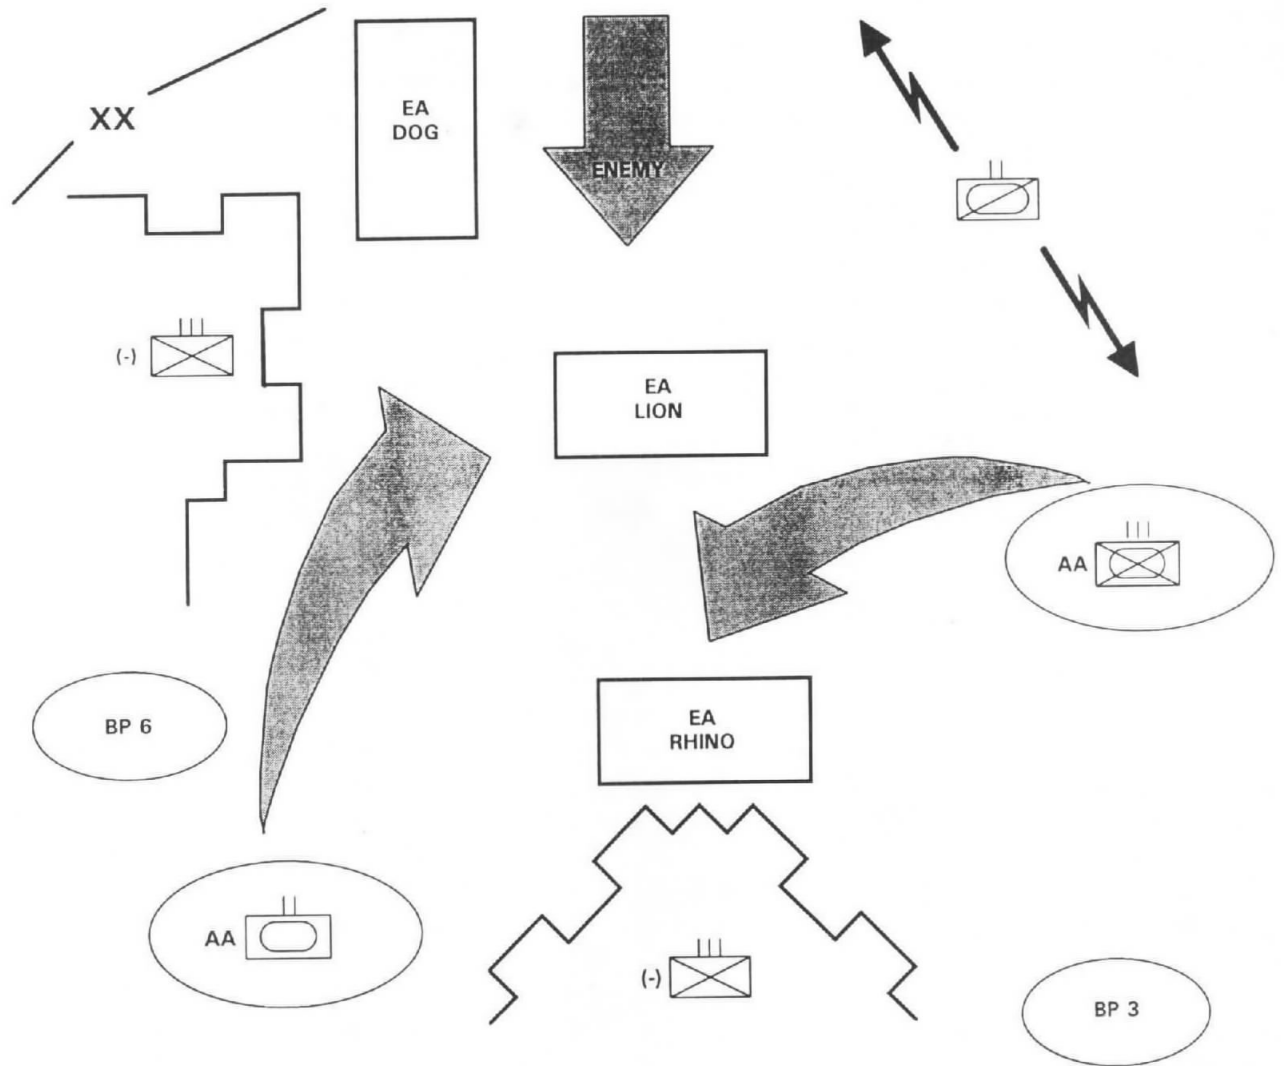 EA
DOG
ENEMY
XX
(-)
EA
LION
AA
BP 6
EA
RHINO
AA
(-)
BP 3